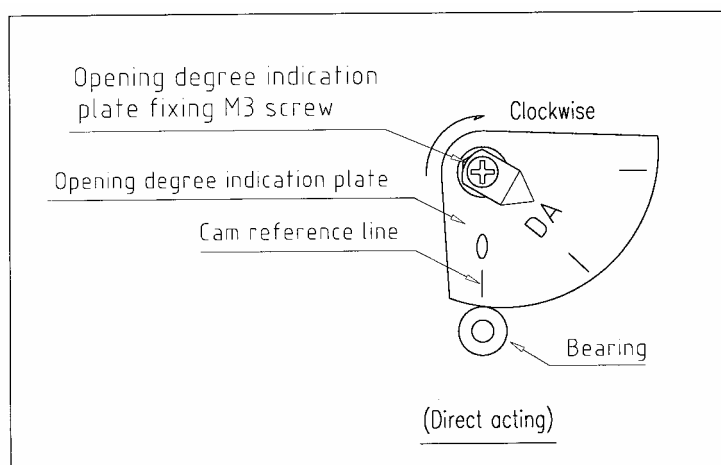 Opening degree indication
plate fixing M3 screw
Clockwise
Opening degree indication plate
DA
Cam reference line
0
Bearing
(Direct acting)